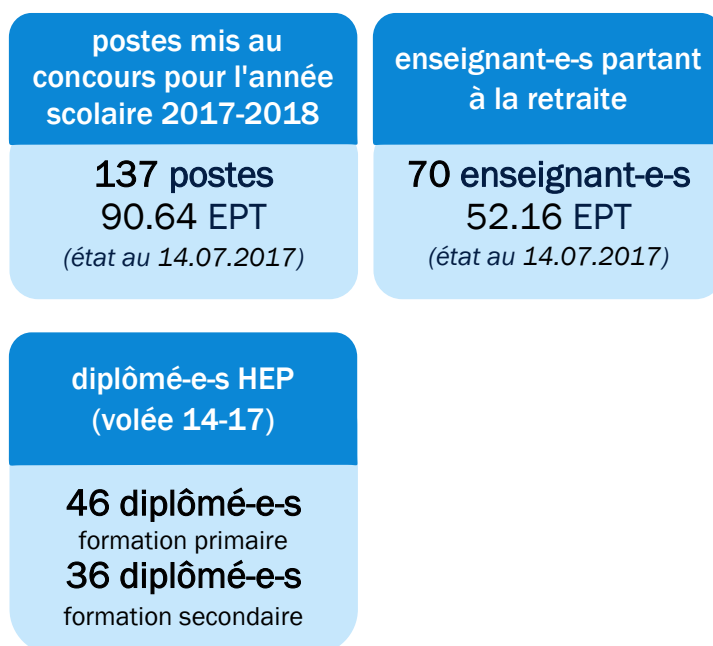 postes mis au
concours pour l'année
scolaire 2017-2018
137 postes
90.64 EPT
(état au 14.07.2017)
enseignant-e-s partant
à la retraite
70 enseignant-e-s
52.16 EPT
(état au 14.07.2017)
diplômé-e-s HEP
(volée 14-17)
46 diplômé-e-s
formation primaire
36 diplômé-e-s
formation secondaire